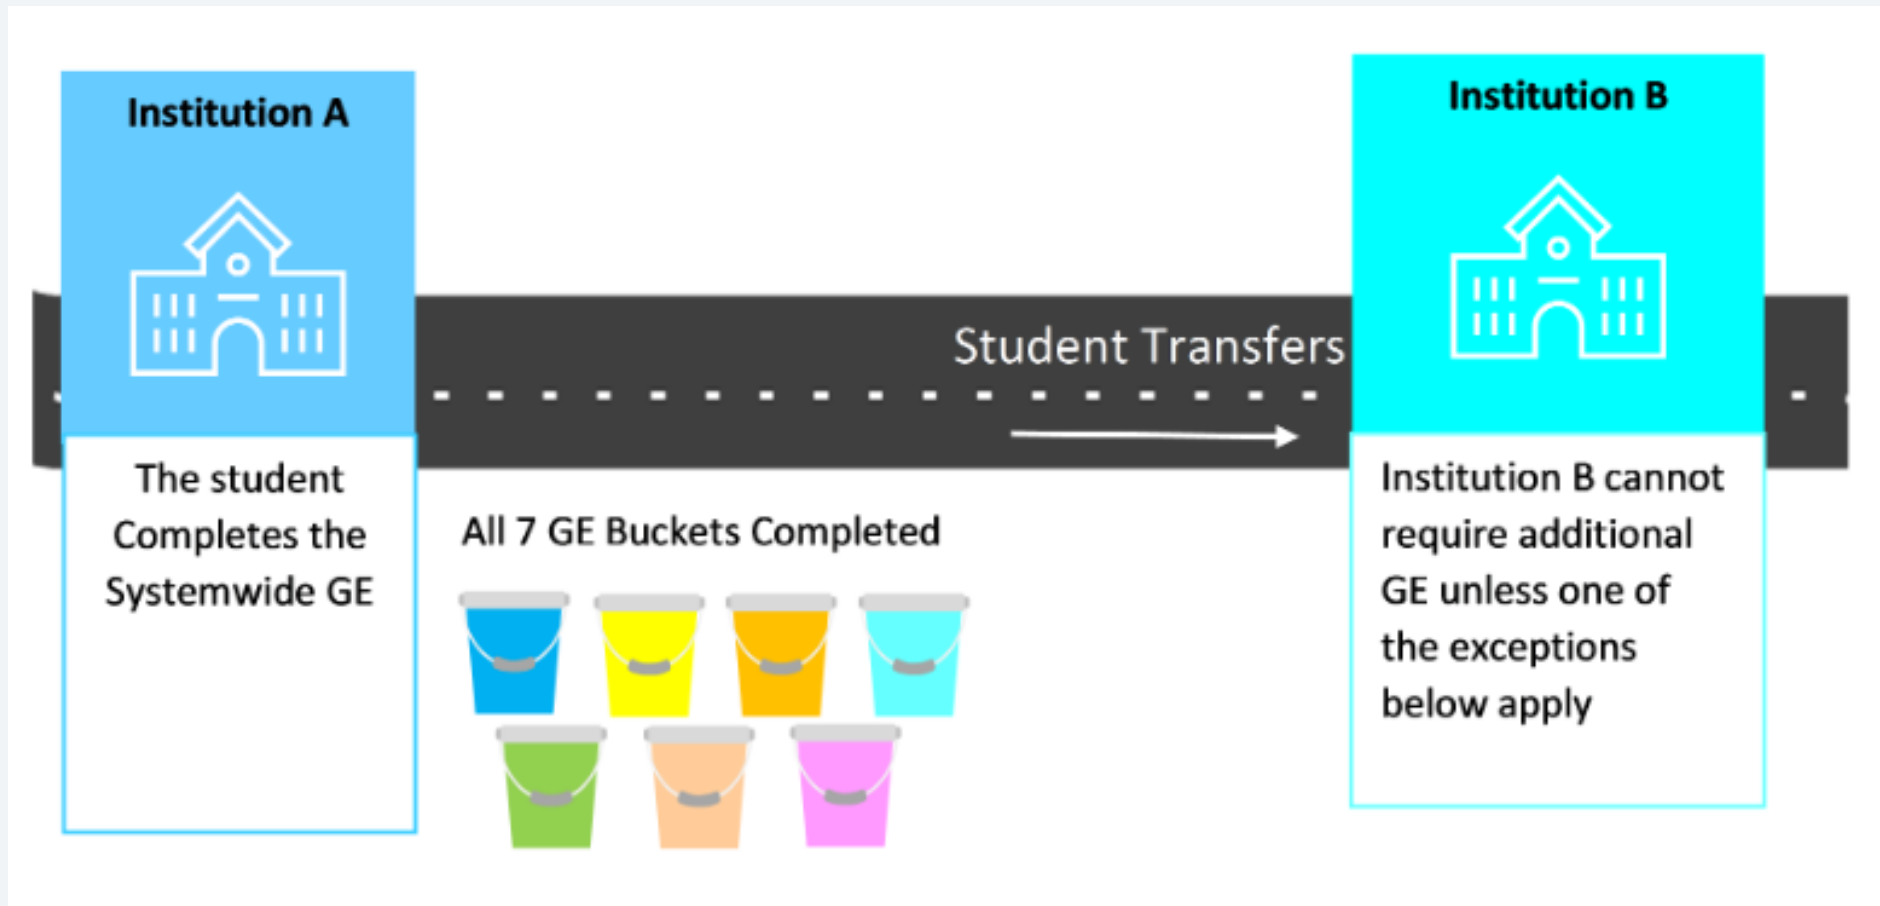 Institution A
Institution B
Student Transfers
The student
Completes the
Systemwide GE
All 7 GE Buckets Completed
Institution B cannot
require additional
GE unless one of
the exceptions
below apply